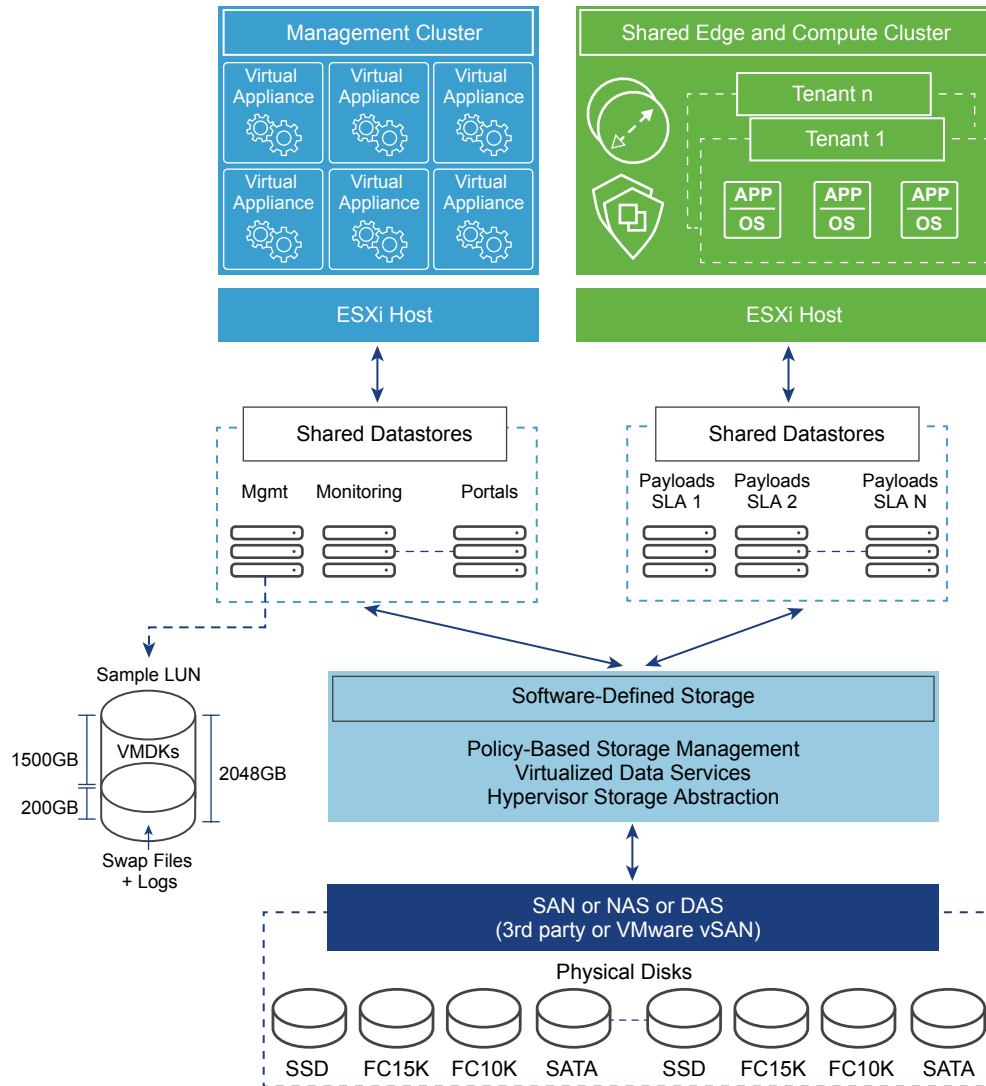 Management Cluster
Shared Edge and Compute Cluster
Virtual
Appliance
Virtual
Appliance
Virtual
Appliance
Virtual
Appliance
Virtual
Appliance
Virtual
Appliance
Tenant n
Tenant 1
APP
OS
APP
OS
APP
OS
ESXi Host
ESXi Host
Shared Datastores
Mgmt
Monitoring
Portals
Shared Datastores
Payloads
SLA 1
Payloads
SLA 2
Payloads
SLA N
Sample LUN
VMDKs
1500GB
200GB
2048GB
Swap Files
+ Logs
Software-Defined Storage
Policy-Based Storage Management
Virtualized Data Services
Hypervisor Storage Abstraction
SAN or NAS or DAS
(3rd party or VMware vSAN)
Physical Disks
SSD
FC15K
FC10K
SATA
SSD
FC15K
FC10K
SATA